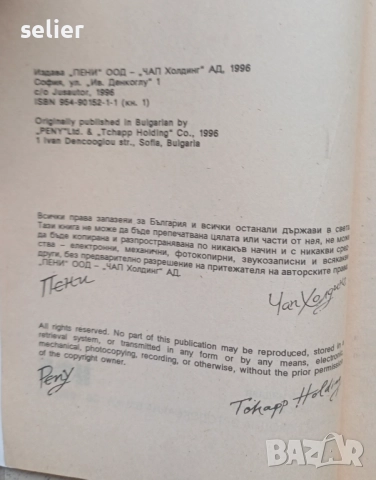 selier
Издава „ПЕНИ" ООД – „ЧАП Холдинг" АД, 1996
София, ул. „Ив. Денкоглу" 1
c/o Jusautor, 1996
ISBN 954-90152-1-1 (кн. 1)
Originally published in Bulgarian by
"PENY"Ltd. & „Tchapp Holding" Co., 1996
1 Ivan Dencooglou str., Sofia, Bulgaria
Всички права запазени за България и всички останали държави в света
Тази книга не може да бъде препечатвана цялата или части от нея, не може
да бъде копирана и разпространявана по никакъв начин и с никакви сред
ства – електронни, механични, фотокопирни, звукозаписни и всякакви
други, без предварително разрешение на притежателя на авторските права
„ПЕНИ" ООД – „ЧАП Холдинг" АД.
Пени
Чап Холдинг
All rights reserved. No part of this publication may be reproduced, stored in a
retrieval system, or transmitted in any form or by any means, electronic,
mechanical, photocopying, recording, or otherwise, without the prior permission
of the copyright owner.
Peny
Tchapp Holding
BAZAR
bg